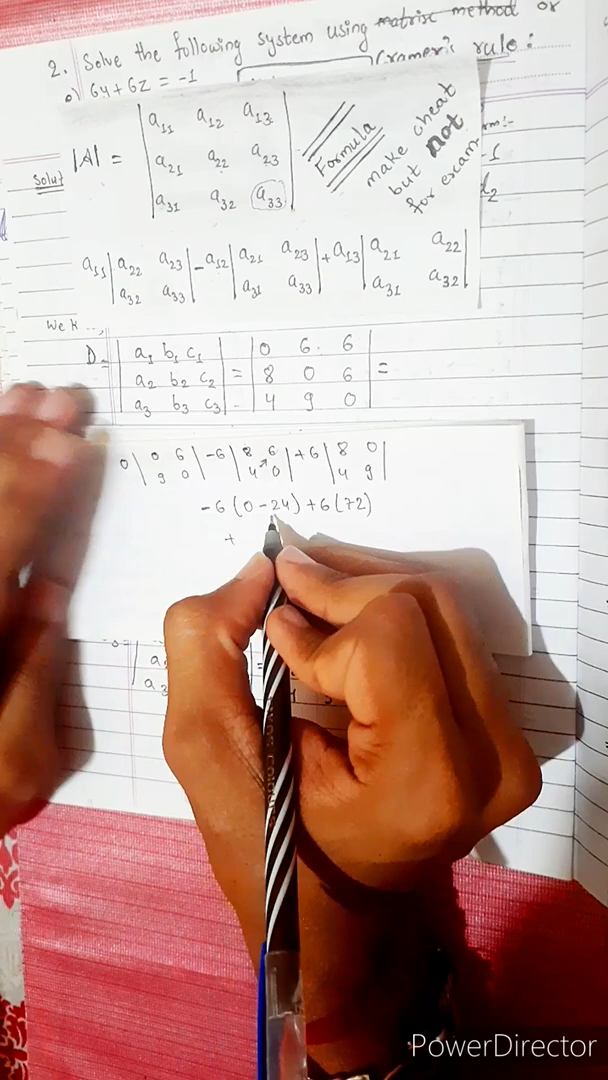 2. Solve the following system using matrix method or
Cramer's rule:
6y + 6z = -1
|A| = | a11 a12 a13 |
| a21 a22 a23 |
| a31 a32 a33 |
Formula
make cheat
but not
for exam
Solut
a11 | a22 a23 | - a12 | a21 a23 | + a13 | a21 a22 |
| a32 a33 | | a31 a33 | | a31 a32 |
We k
D = | a1 b1 c1 | = | 0 6 6 | =
| a2 b2 c2 | | 8 0 6 |
| a3 b3 c3 | | 4 9 0 |
0 | 0 6 | -6 | 8 6 | +6 | 8 0 |
| 9 0 | | 4 0 | | 4 9 |
-6 (0 - 24) + 6 (72)
+
PowerDirector